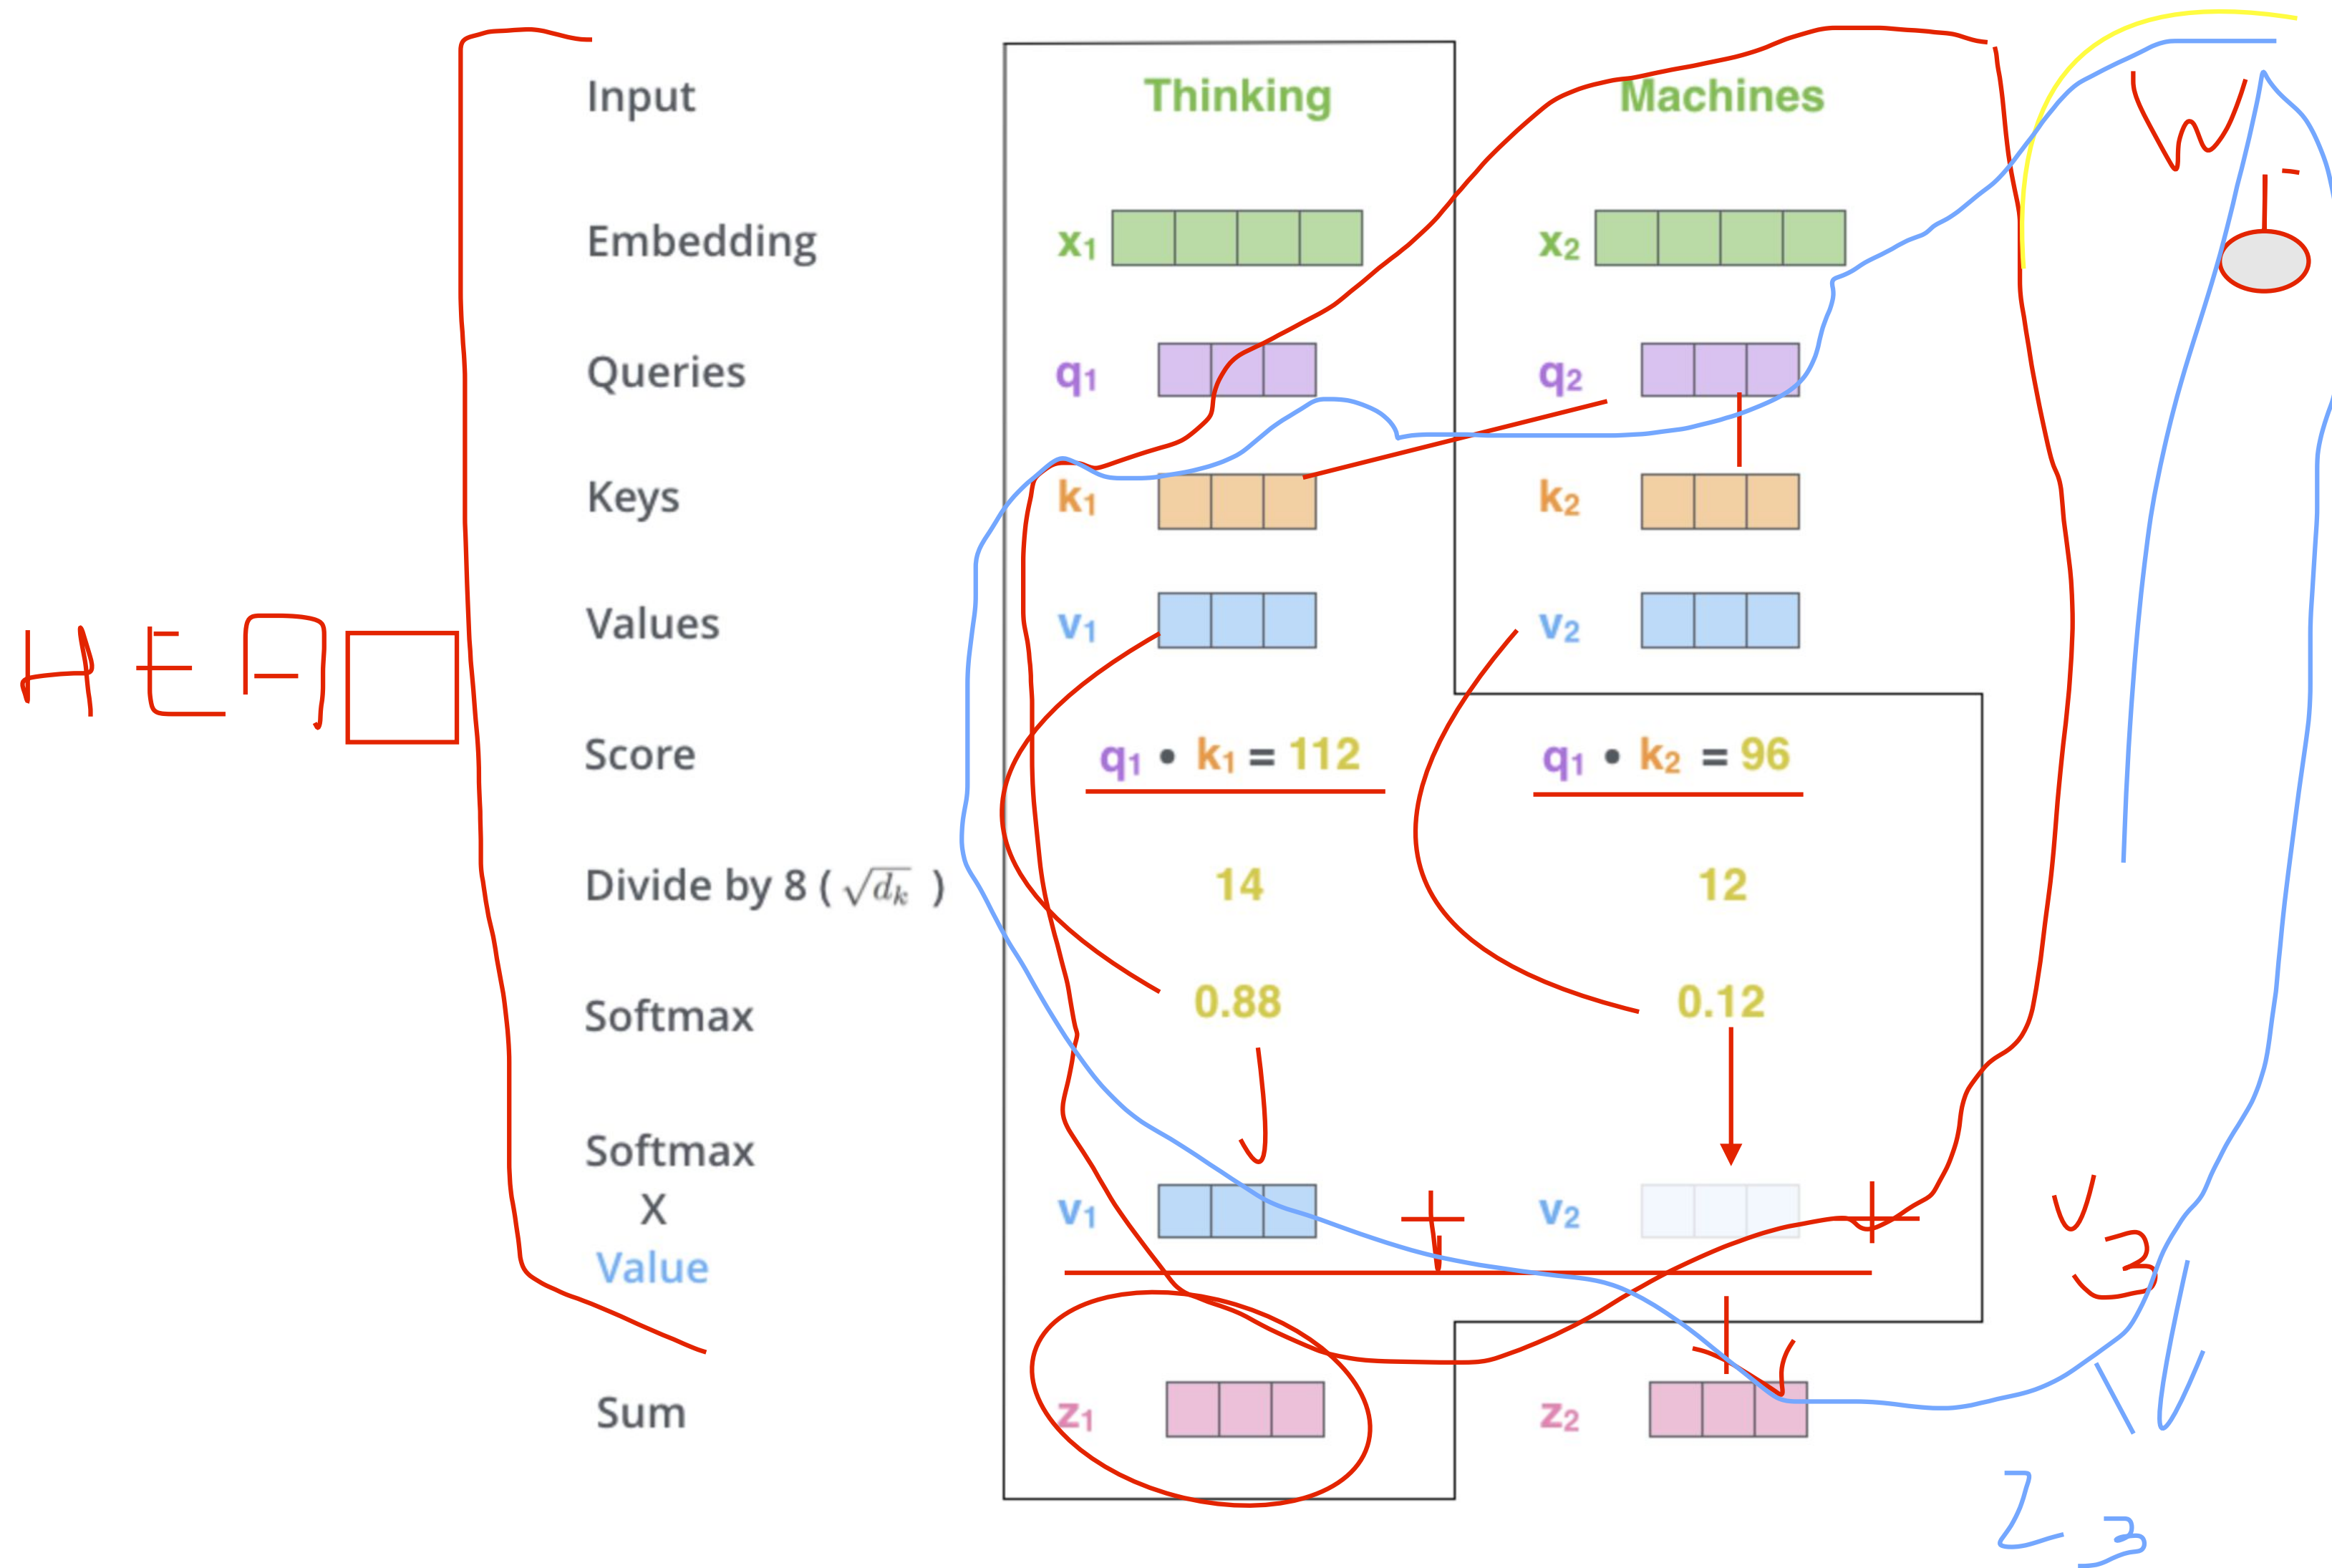 Input Thinking Machines
W
Embedding x1 x2
Queries q1 q2
Keys k1 k2
Values v1 v2
HEAD
Score q1 • k1 = 112 q1 • k2 = 96
Divide by 8 ( √dk ) 14 12
Softmax 0.88 0.12
Softmax
X v1 + v2 + v3
Value
Sum z1 z2
z3